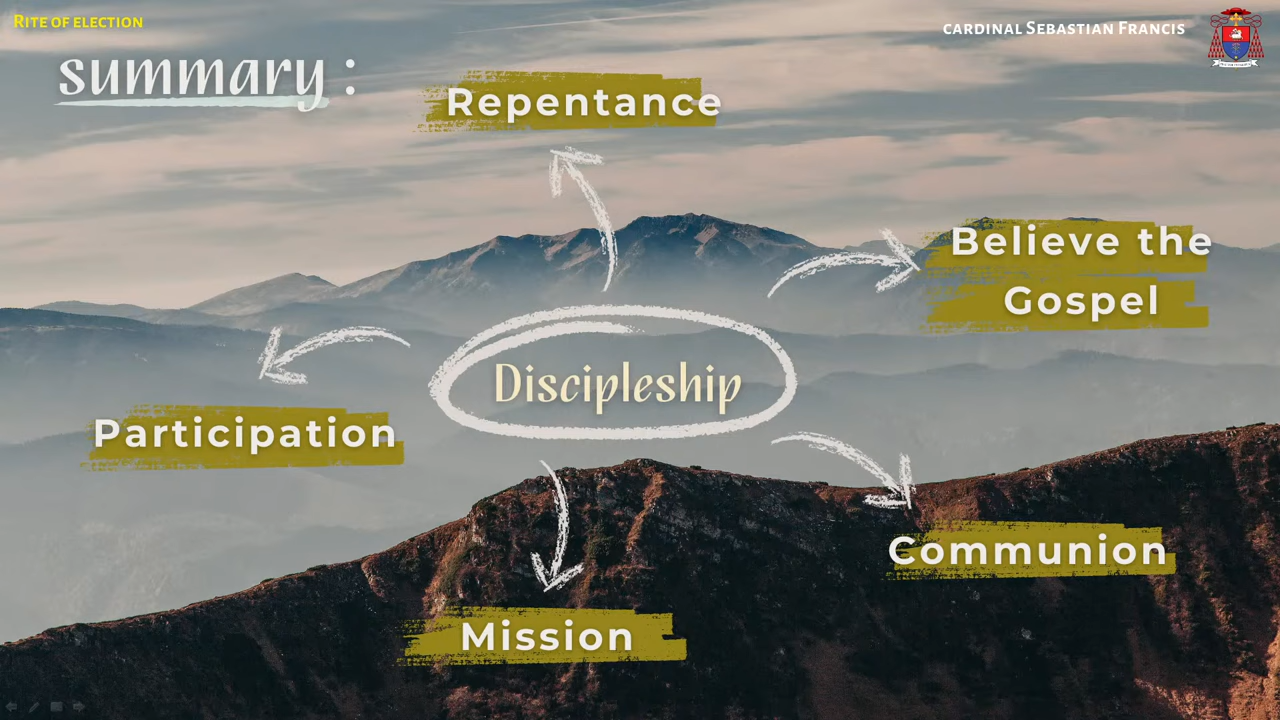 Rite of election
cardinal Sebastian Francis
summary :
Repentance
Believe the
Gospel
Discipleship
Participation
Communion
Mission